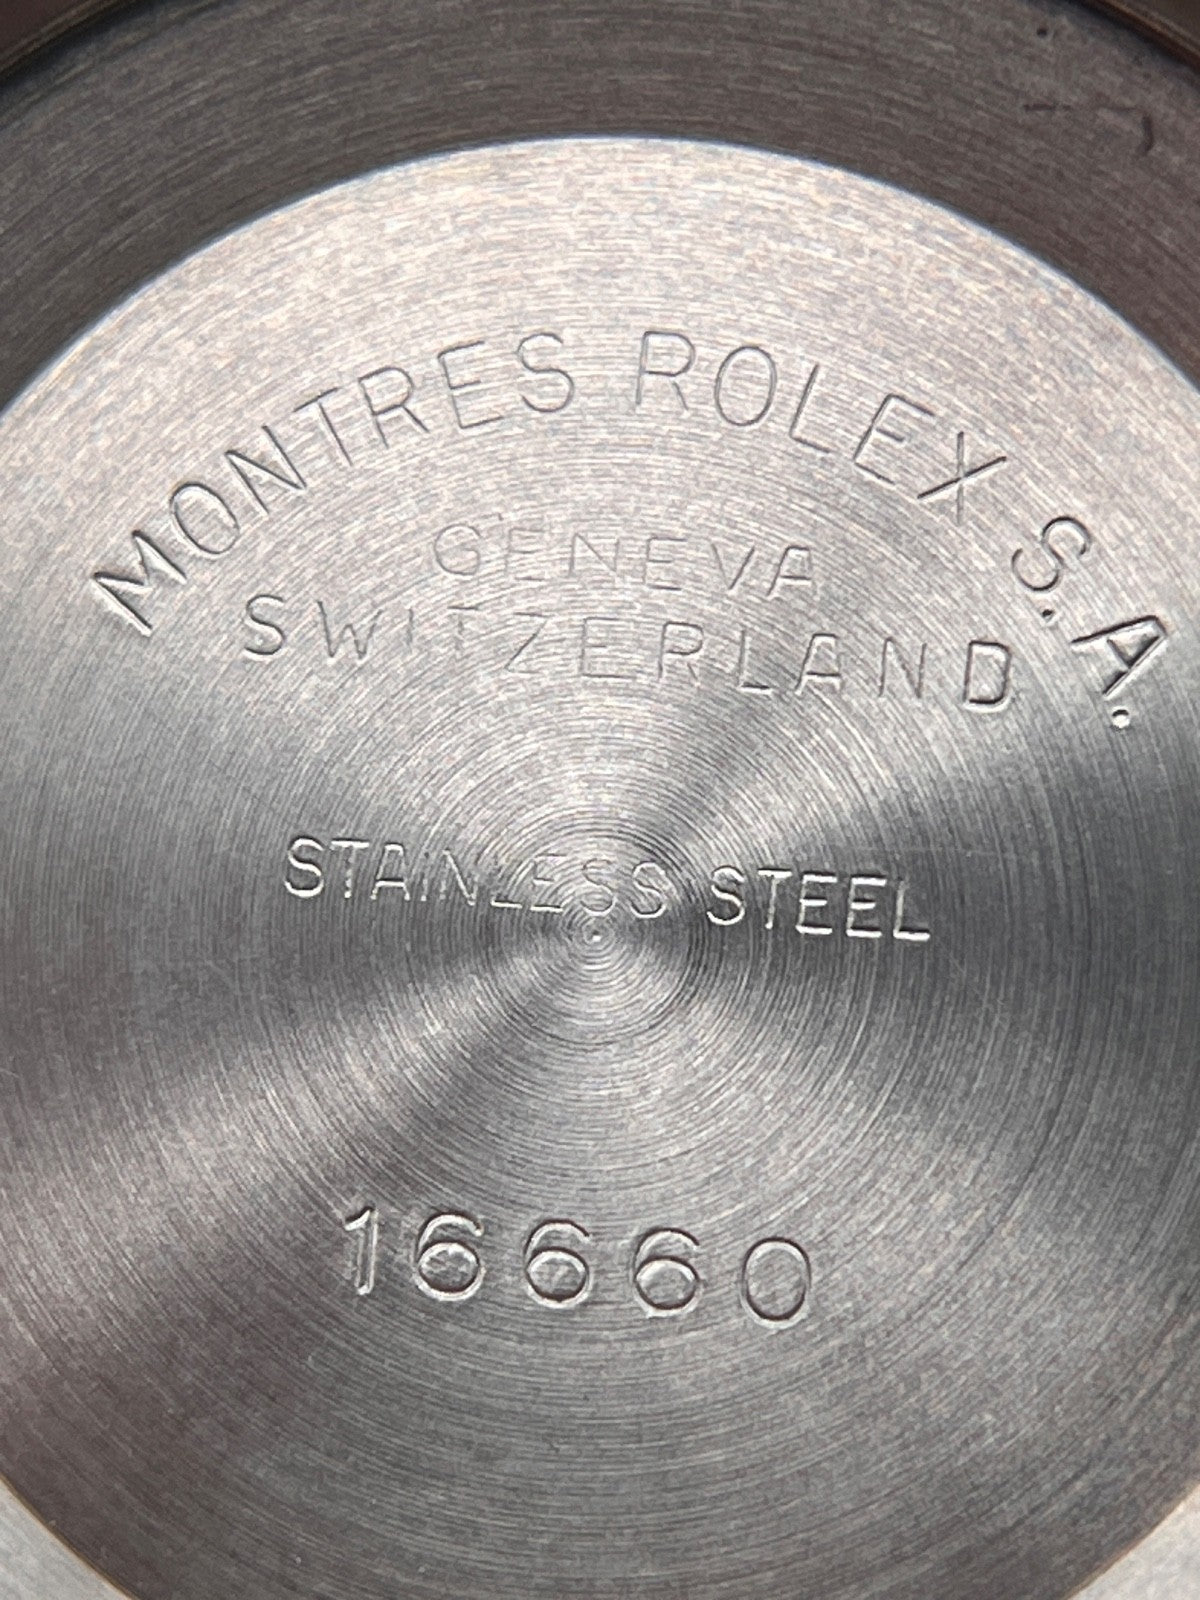 MONTRES ROLEX S.A.
GENEVA
SWITZERLAND
STAINLESS STEEL
16660